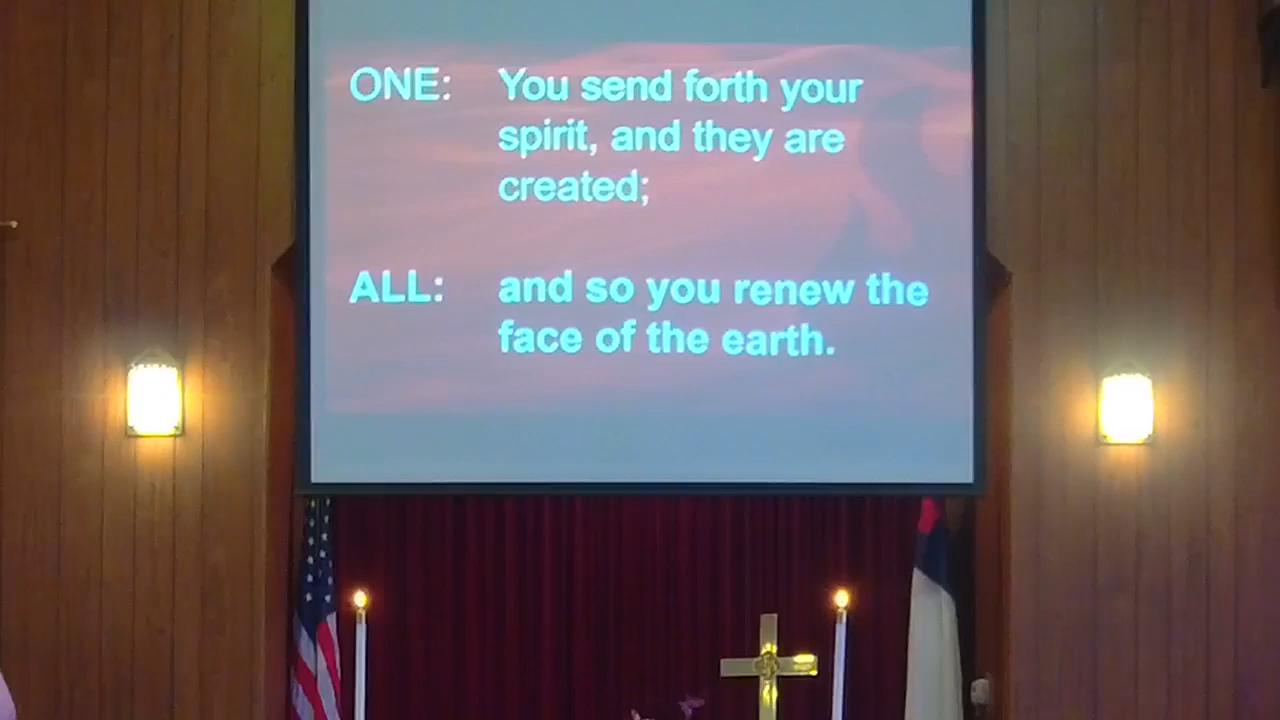 ONE: You send forth your
spirit, and they are
created;
ALL: and so you renew the
face of the earth.